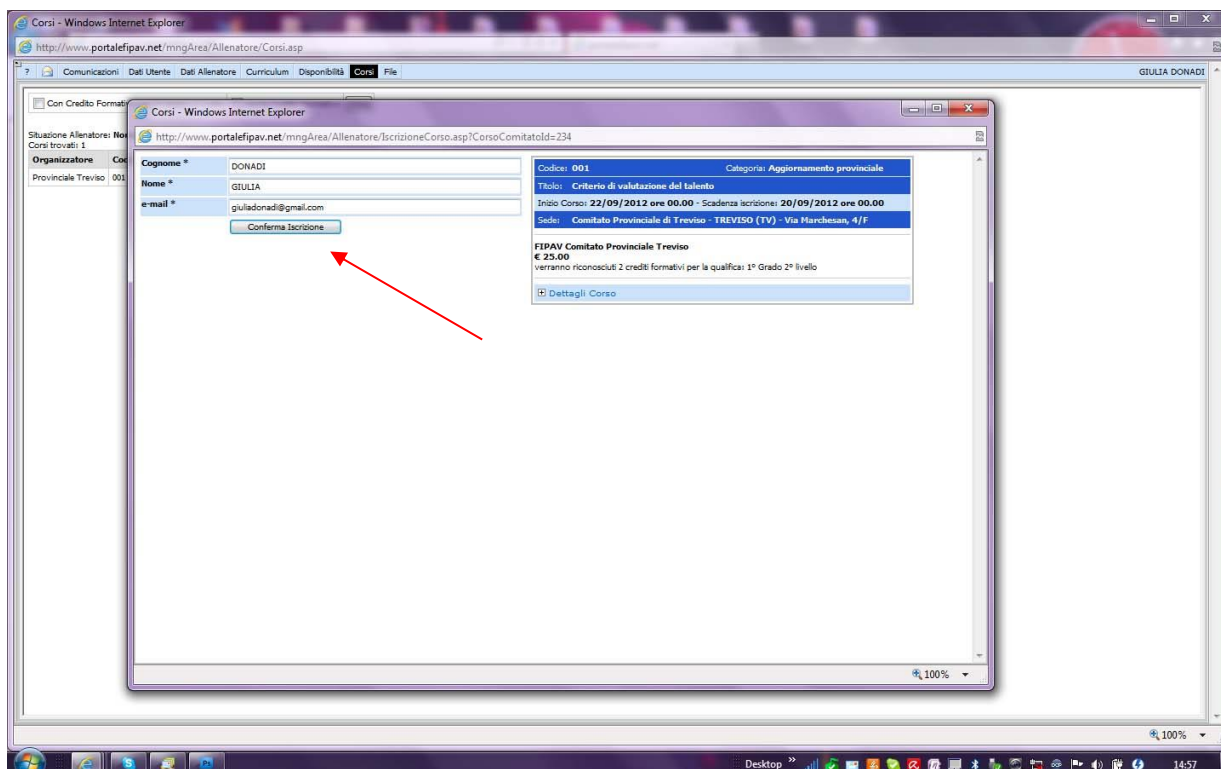 Corsi - Windows Internet Explorer
http://www.portalefipav.net/mngArea/Allenatore/Corsi.asp
? Comunicazioni Dati Utente Dati Allenatore Curriculum Disponibilità Corsi File GIULIA DONADI
Con Credito
Situazione Allenatore:
Corsi trovati: 1
Organizzatore
Provinciale Treviso 001
Corsi - Windows Internet Explorer
http://www.portalefipav.net/mngArea/Allenatore/IscrizioneCorso.asp?CorsoComitatoId=234
Cognome * DONADI
Nome * GIULIA
e-mail * giuliadonadi@gmail.com
Conferma Iscrizione
Codice: 001 Categoria: Aggiornamento provinciale
Titolo: Criterio di valutazione del talento
Inizio Corso: 22/09/2012 ore 00.00 - Scadenza iscrizione: 20/09/2012 ore 00.00
Sede: Comitato Provinciale di Treviso - TREVISO (TV) - Via Marchesan, 4/F
FIPAV Comitato Provinciale Treviso
€ 25.00
verranno riconosciuti 2 crediti formativi per la qualifica: 1° Grado 2° livello
Dettagli Corso
100%
100%
Desktop » 14:57